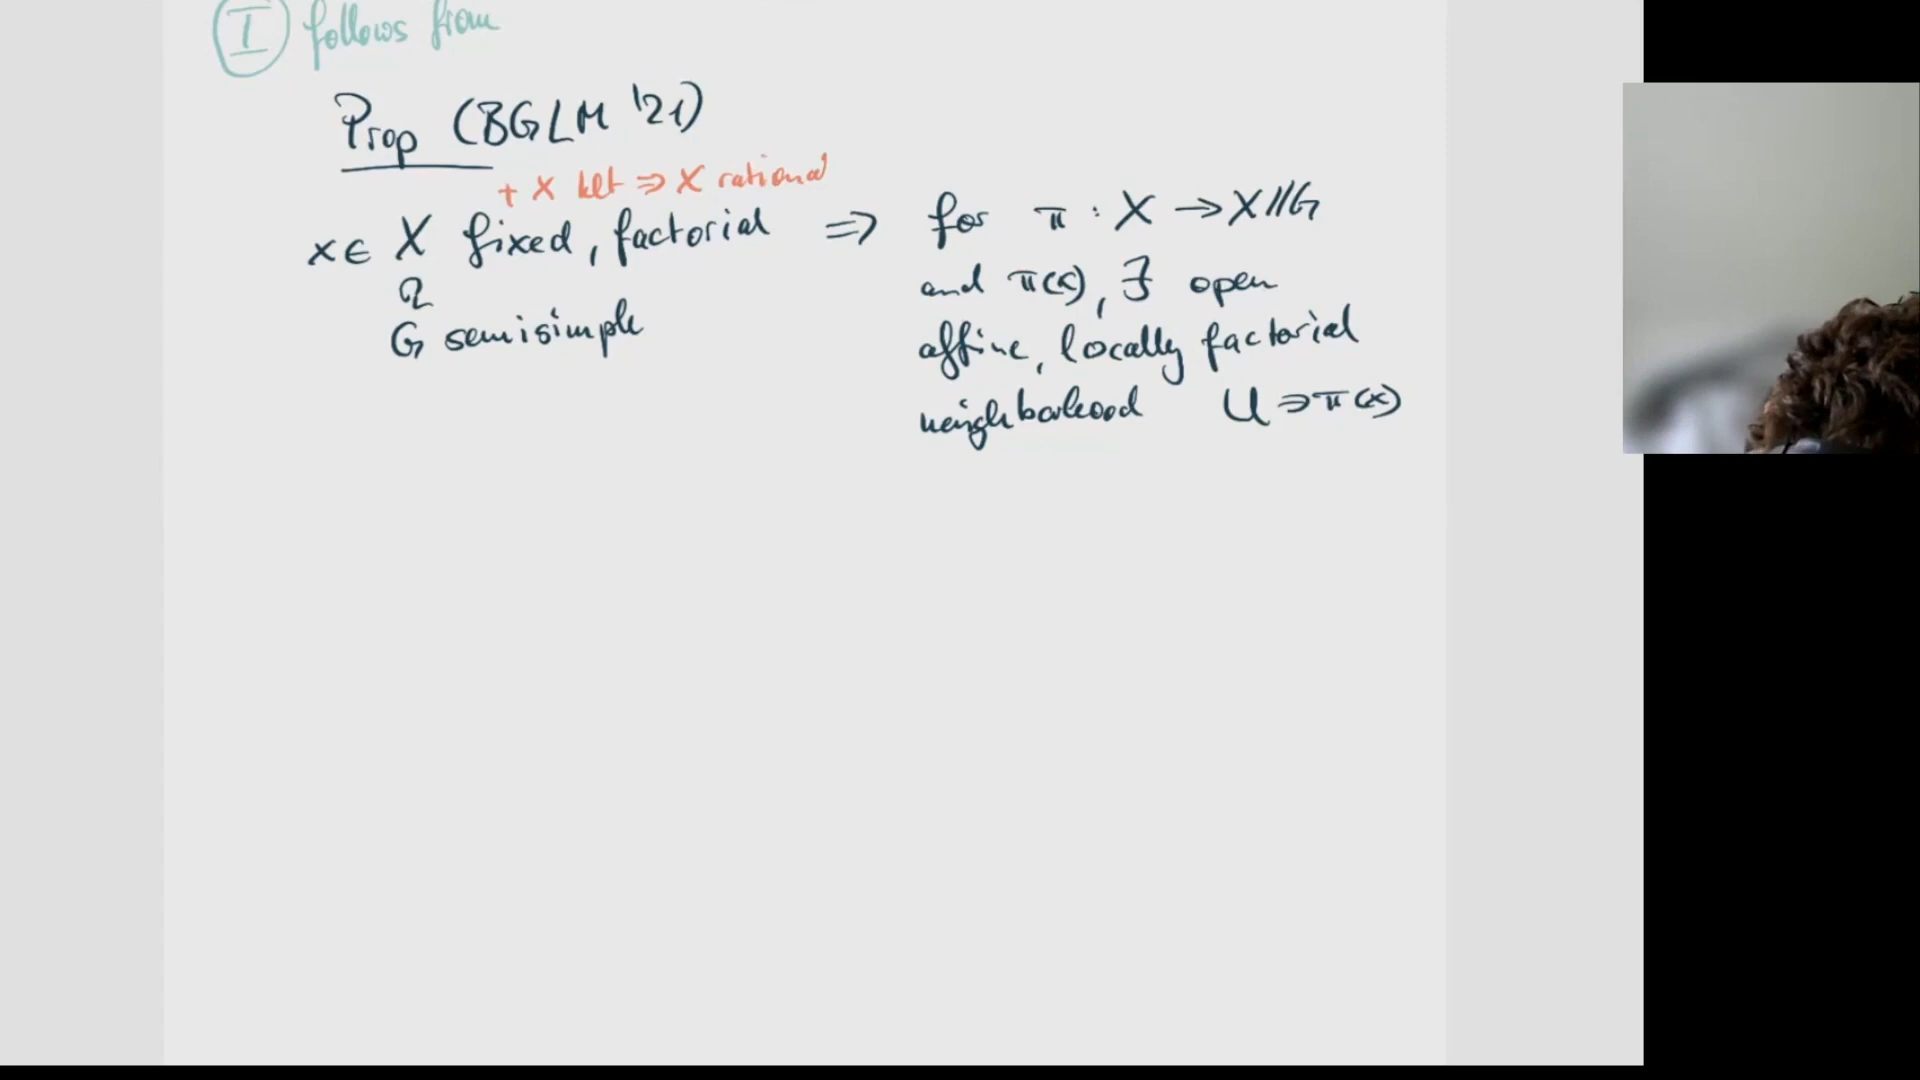 I follows from
Prop (BGLM '21)
+ X klt ⇒ X rational
x ∈ X fixed, factorial ⇒ for π : X → X//G
and π(x), ∃ open
G semisimple
affine, locally factorial
neighborhood U ∋ π(x)